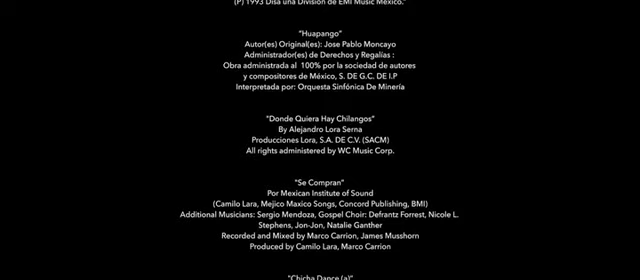 (P) 1993 Disa una División de EMI Music México."
"Huapango"
Autor(es) Original(es): Jose Pablo Moncayo
Administrador(es) de Derechos y Regalías :
Obra administrada al 100% por la sociedad de autores
y compositores de México, S. DE G.C. DE I.P
Interpretada por: Orquesta Sinfónica De Minería
"Donde Quiera Hay Chilangos"
By Alejandro Lora Serna
Producciones Lora, S.A. DE C.V. (SACM)
All rights administered by WC Music Corp.
"Se Compran"
Por Mexican Institute of Sound
(Camilo Lara, Mejico Maxico Songs, Concord Publishing, BMI)
Additional Musicians: Sergio Mendoza, Gospel Choir: Defrantz Forrest, Nicole L.
Stephens, Jon-Jon, Natalie Ganther
Recorded and Mixed by Marco Carrion, James Musshorn
Produced by Camilo Lara, Marco Carrion
"Chicha Dance (a)"